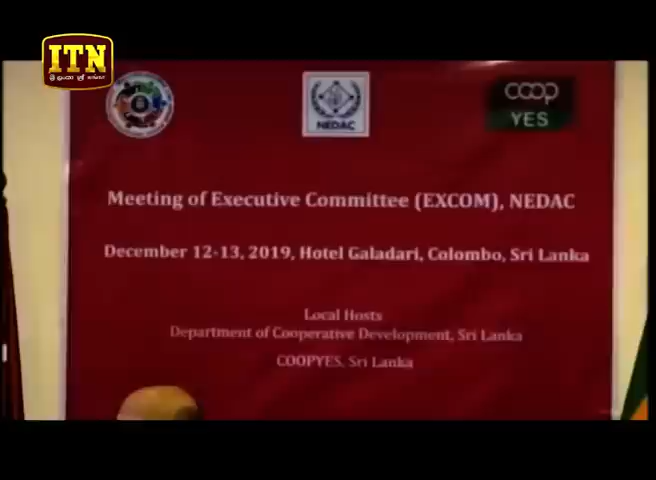 ITN
NEDAC
coop
YES
Meeting of Executive Committee (EXCOM), NEDAC
December 12-13, 2019, Hotel Galadari, Colombo, Sri Lanka
Local Hosts
Department of Cooperative Development, Sri Lanka
COOPYES, Sri Lanka